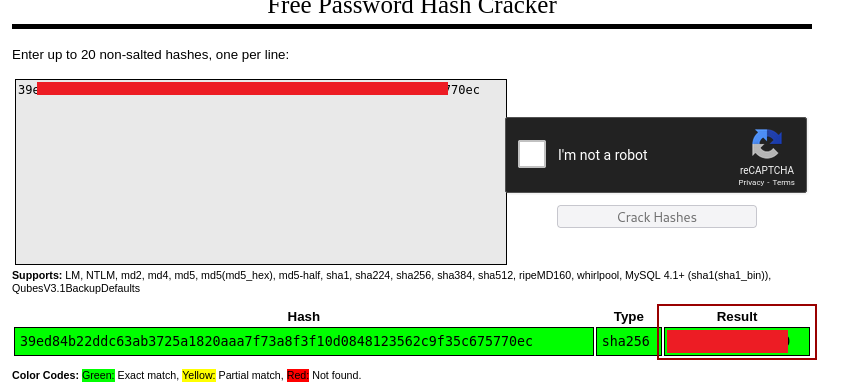 Free Password Hash Cracker
Enter up to 20 non-salted hashes, one per line:
39e 770ec
I'm not a robot
reCAPTCHA
Privacy - Terms
Crack Hashes
Supports: LM, NTLM, md2, md4, md5, md5(md5_hex), md5-half, sha1, sha224, sha256, sha384, sha512, ripeMD160, whirlpool, MySQL 4.1+ (sha1(sha1_bin)),
QubesV3.1BackupDefaults
Hash Type Result
39ed84b22ddc63ab3725a1820aaa7f73a8f3f10d0848123562c9f35c675770ec sha256
Color Codes: Green: Exact match, Yellow: Partial match, Red: Not found.